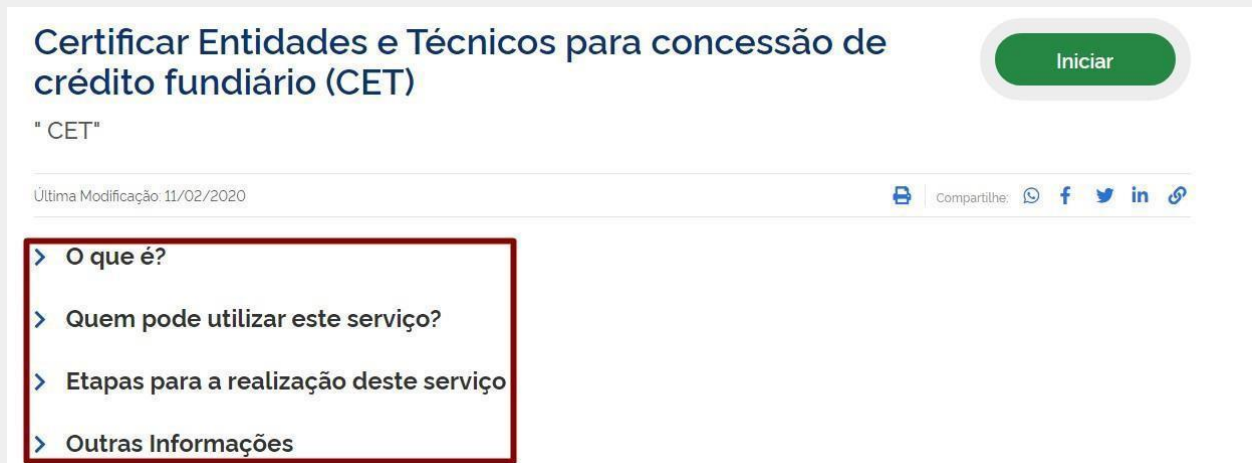 Certificar Entidades e Técnicos para concessão de
crédito fundiário (CET)
Iniciar
" CET"
Última Modificação: 11/02/2020
Compartilhe:
O que é?
Quem pode utilizar este serviço?
Etapas para a realização deste serviço
Outras Informações